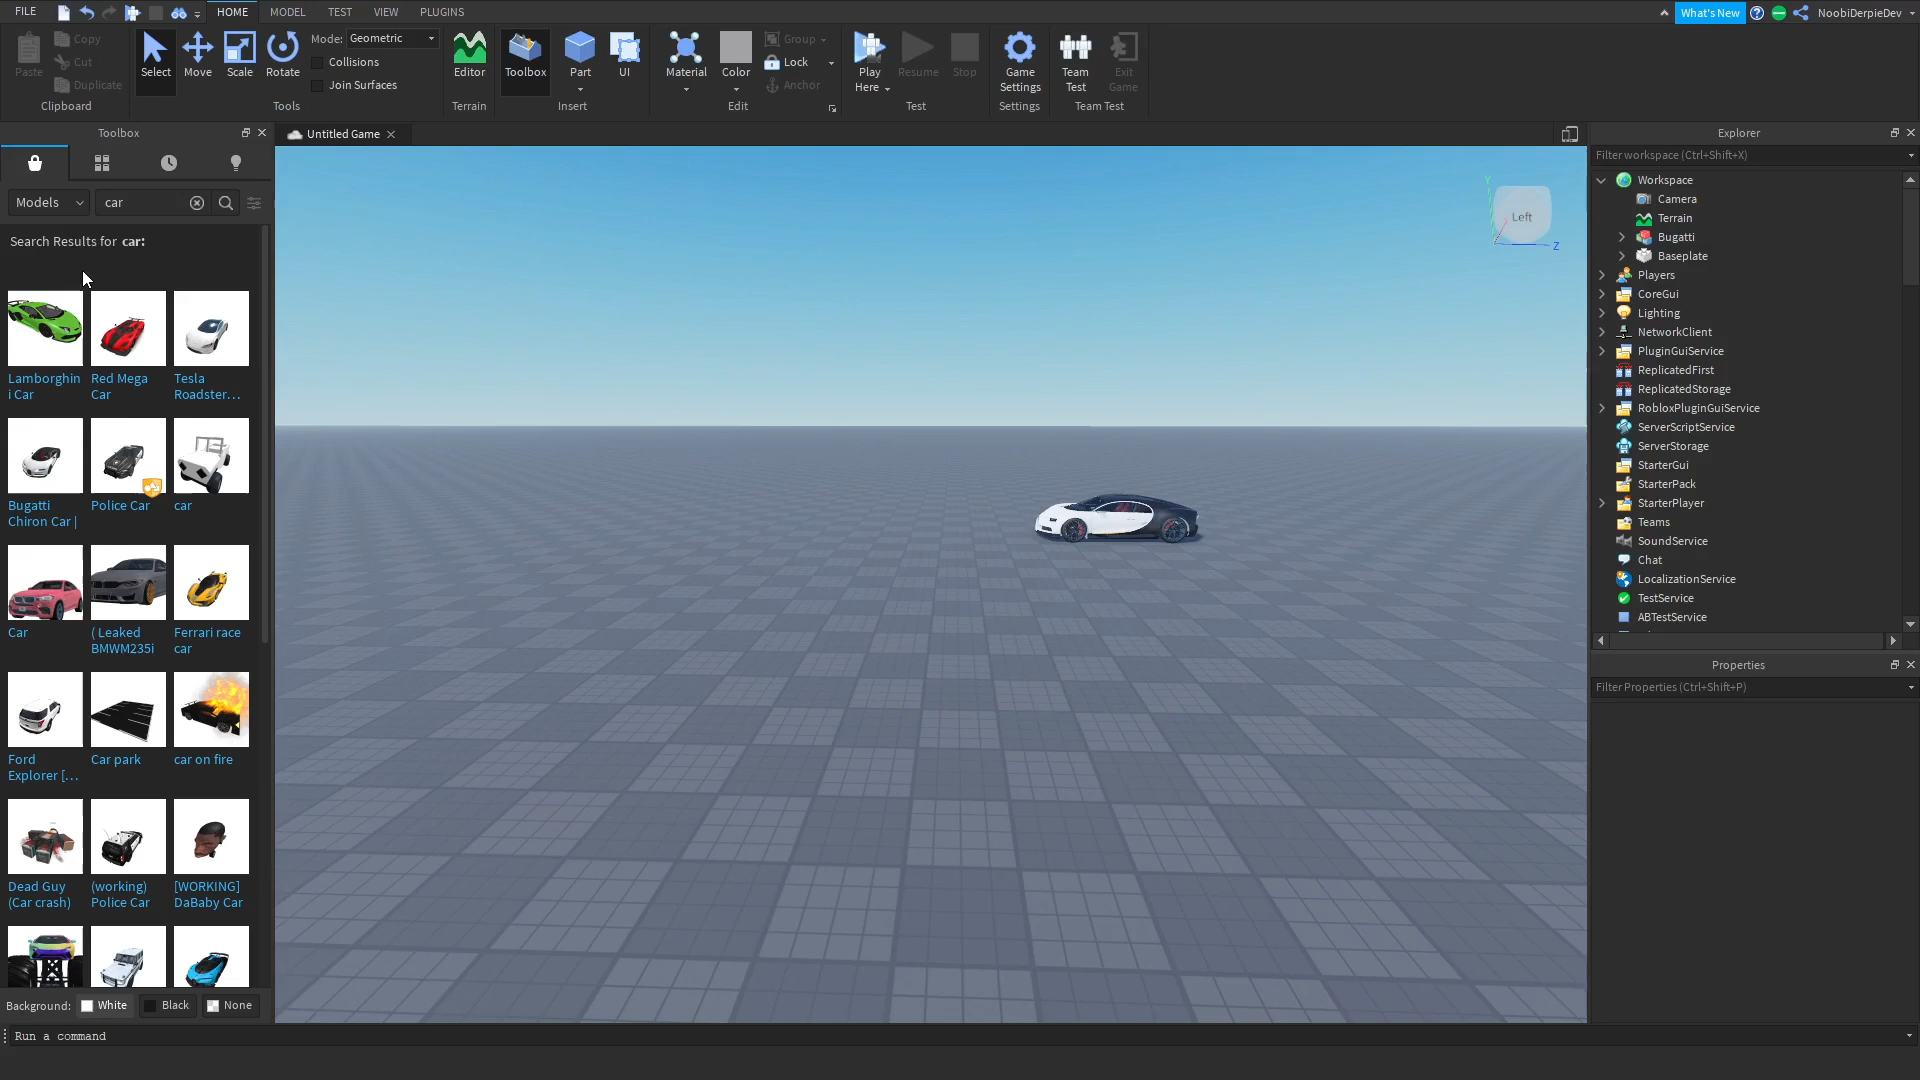 FILE
HOME
MODEL
TEST
VIEW
PLUGINS
What's New
NoobiDerpieDev
Paste
Copy
Cut
Duplicate
Clipboard
Select
Move
Scale
Rotate
Mode: Geometric
Collisions
Join Surfaces
Tools
Editor
Terrain
Toolbox
Part
UI
Insert
Material
Color
Group
Lock
Anchor
Edit
Play
Here
Resume
Stop
Test
Game
Settings
Settings
Team
Test
Exit
Game
Team Test
Toolbox
Models
car
Search Results for car:
Lamborghin
i Car
Red Mega
Car
Tesla
Roadster...
Bugatti
Chiron Car |
Police Car
car
Car
( Leaked
BMWM235i
Ferrari race
car
Ford
Explorer [...
Car park
car on fire
Dead Guy
(Car crash)
(working)
Police Car
[WORKING]
DaBaby Car
Background:
White
Black
None
Run a command
Untitled Game
Y
Left
Z
Explorer
Filter workspace (Ctrl+Shift+X)
Workspace
Camera
Terrain
Bugatti
Baseplate
Players
CoreGui
Lighting
NetworkClient
PluginGuiService
ReplicatedFirst
ReplicatedStorage
RobloxPluginGuiService
ServerScriptService
ServerStorage
StarterGui
StarterPack
StarterPlayer
Teams
SoundService
Chat
LocalizationService
TestService
ABTestService
Properties
Filter Properties (Ctrl+Shift+P)